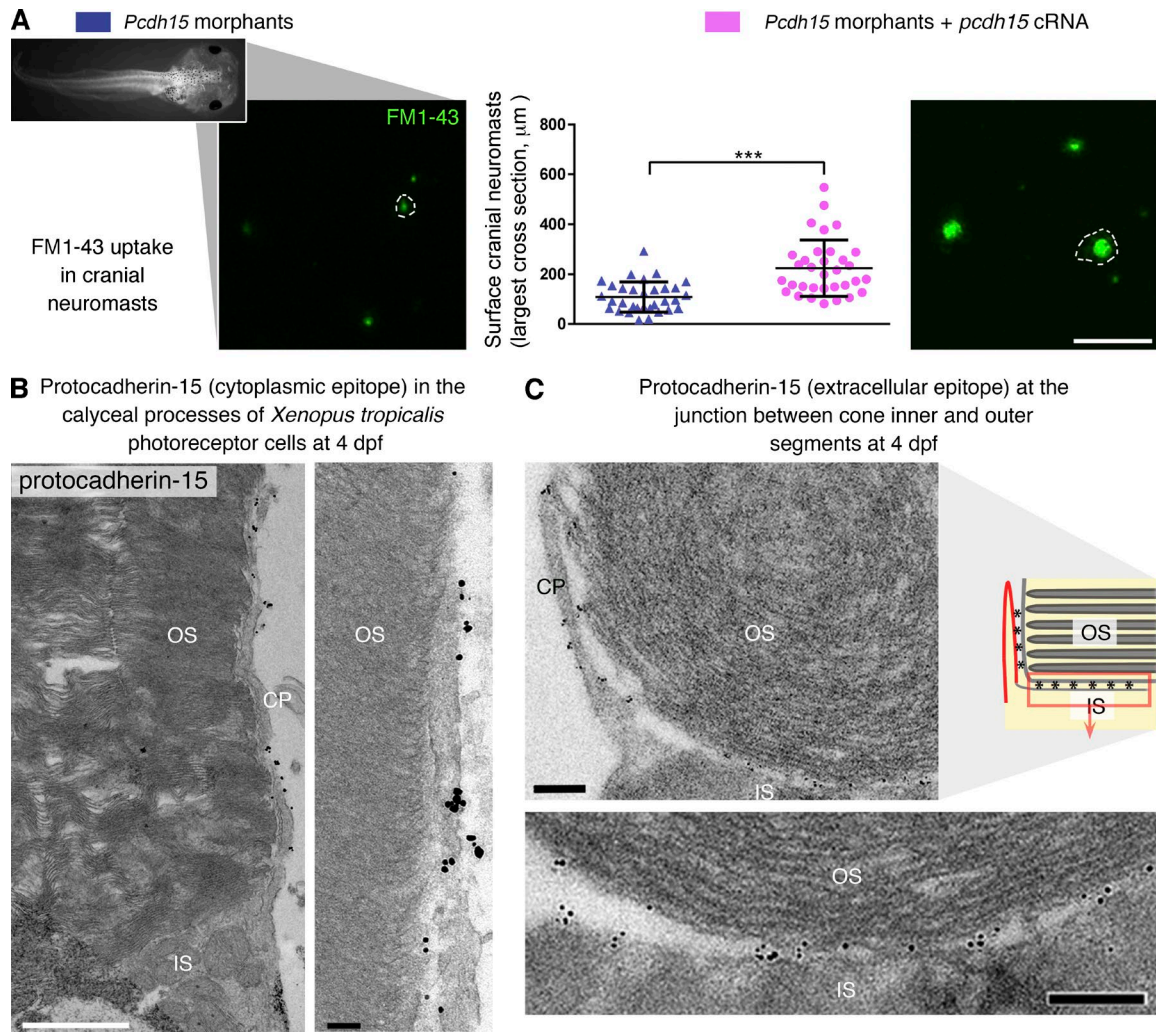 A
Pcdh15 morphants
Pcdh15 morphants + pcdh15 cRNA
FM1-43
FM1-43 uptake
in cranial
neuromasts
Surface cranial neuromasts
(largest cross section, μm)
800
600
400
200
0
***
B
Protocadherin-15 (cytoplasmic epitope) in the
calyceal processes of Xenopus tropicalis
photoreceptor cells at 4 dpf
protocadherin-15
OS
CP
IS
OS
C
Protocadherin-15 (extracellular epitope) at the
junction between cone inner and outer
segments at 4 dpf
CP
OS
IS
OS
IS
* * * *
* * * * * *
OS
IS